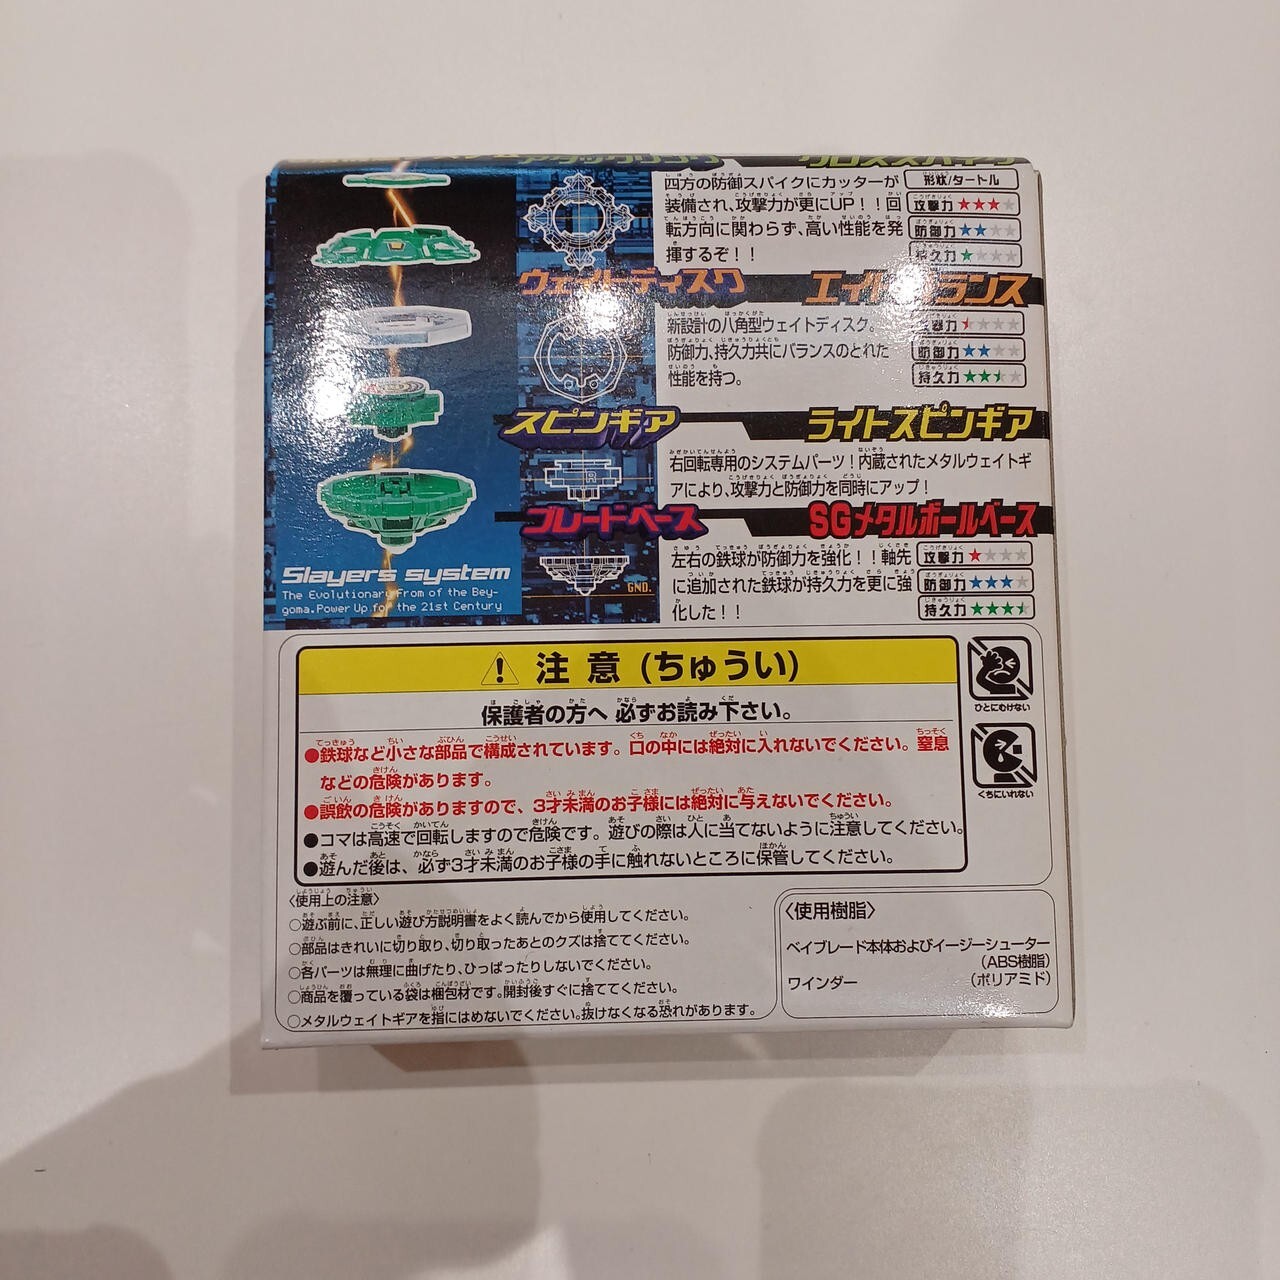 アタックリング
クロススパイク
四方の防御スパイクにカッターが
装備され、攻撃力が更にUP!!回
転方向に関わらず、高い性能を発
揮するぞ!!
形状/タートル
攻撃力 ★★★★
防御力 ★★★★
持久力 ★★★★
ウェイトディスク
エイトバランス
新設計の八角型ウェイトディスク。
防御力、持久力共にバランスのとれた
性能を持つ。
攻撃力 ★★★★
防御力 ★★★★
持久力 ★★★★
スピンギア
ライトスピンギア
右回転専用のシステムパーツ!内蔵されたメタルウェイトギ
アにより、攻撃力と防御力を同時にアップ!
R
ブレードベース
SGメタルボールベース
左右の鉄球が防御力を強化!!軸先
に追加された鉄球が持久力を更に強
化した!!
攻撃力 ★★★★
防御力 ★★★★
持久力 ★★★★
GND.
Slayers system
The Evolutionary From of the Bey-
goma.Power Up for the 21st Century
注意(ちゅうい)
保護者の方へ 必ずお読み下さい。
●鉄球など小さな部品で構成されています。口の中には絶対に入れないでください。窒息
などの危険があります。
●誤飲の危険がありますので、3才未満のお子様には絶対に与えないでください。
●コマは高速で回転しますので危険です。遊びの際は人に当てないように注意してください。
●遊んだ後は、必ず3才未満のお子様の手に触れないところに保管してください。
ひとにむけない
くちにいれない
〈使用上の注意〉
○遊ぶ前に、正しい遊び方説明書をよく読んでから使用してください。
○部品はきれいに切り取り、切り取ったあとのクズは捨ててください。
○各パーツは無理に曲げたり、ひっぱったりしないでください。
○商品を覆っている袋は梱包材です。開封後すぐに捨ててください。
○メタルウェイトギアを指にはめないでください。抜けなくなる恐れがあります。
〈使用樹脂〉
ベイブレード本体およびイージーシューター
(ABS樹脂)
ワインダー (ポリアミド)